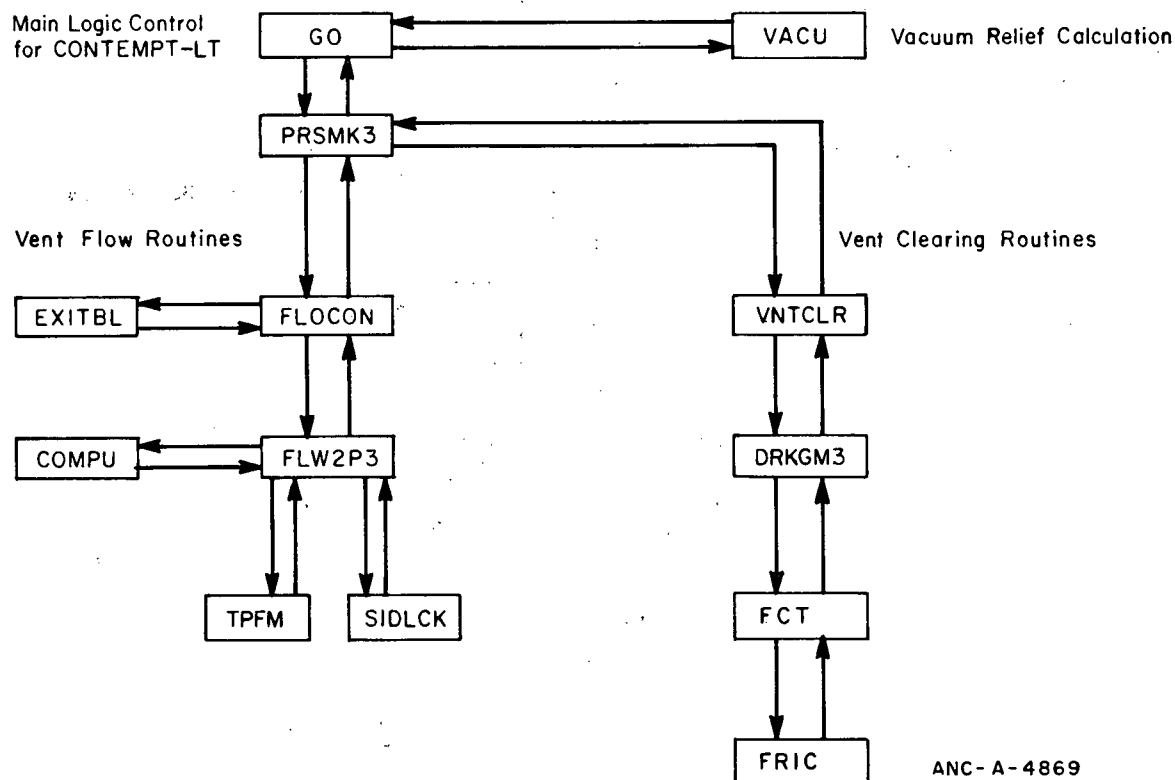 Main Logic Control
for CONTEMPT-LT
GO
VACU
Vacuum Relief Calculation
PRSMK3
Vent Flow Routines
Vent Clearing Routines
EXITBL
FLOCON
VNTCLR
COMPU
FLW2P3
DRKGM3
TPFM
SIDLCK
FCT
FRIC
ANC-A-4869